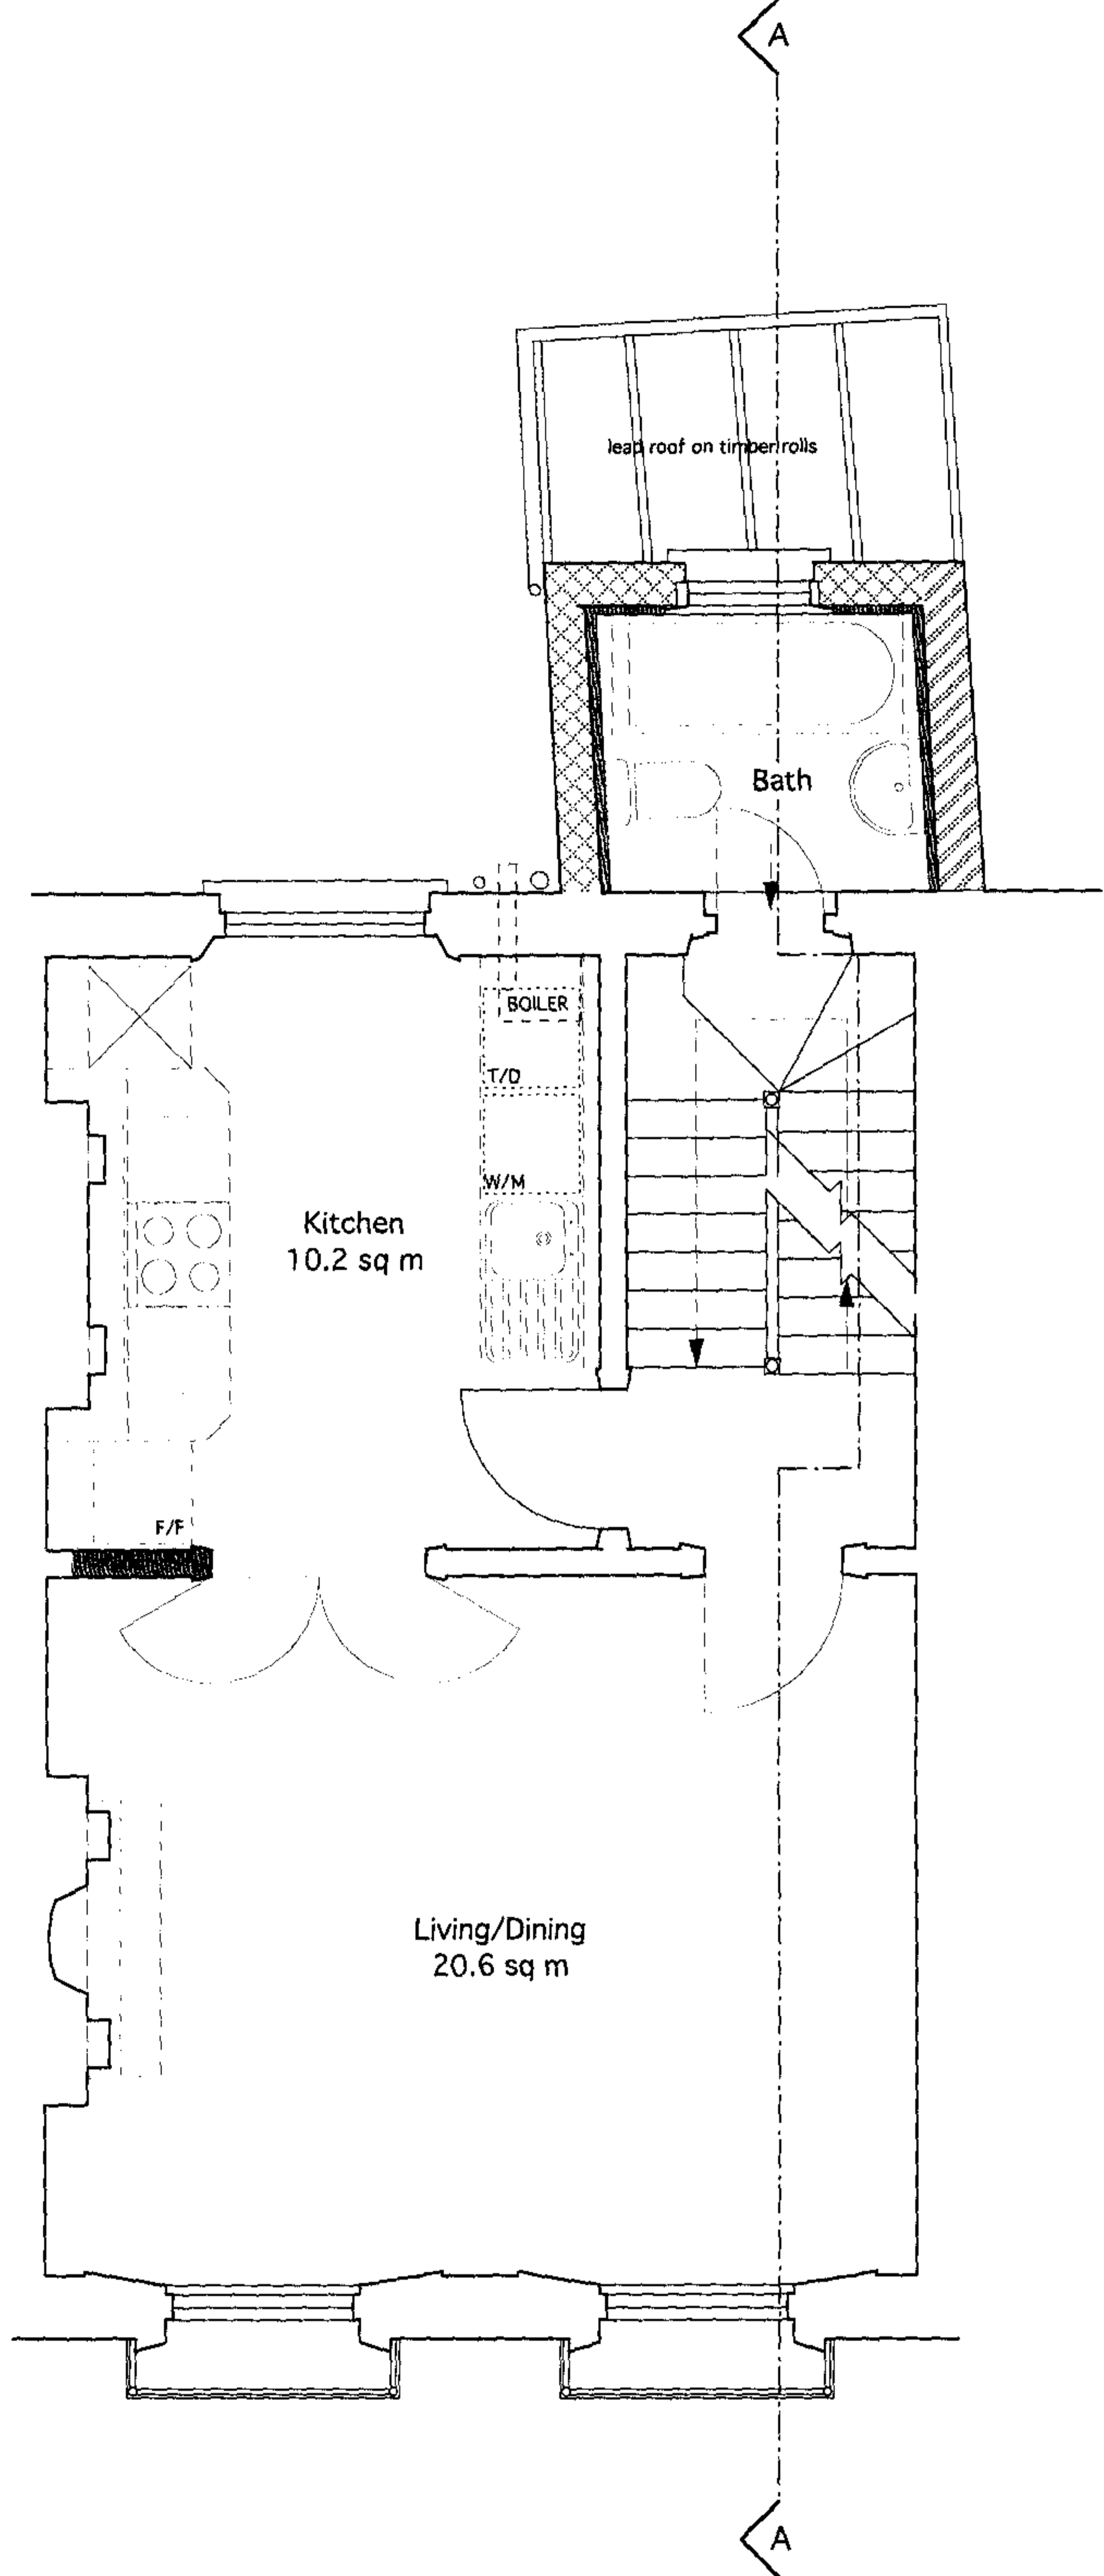 A
lead roof on timber rolls
Bath
BOILER
T/D
W/M
Kitchen
10.2 sq m
F/F
Living/Dining
20.6 sq m
A